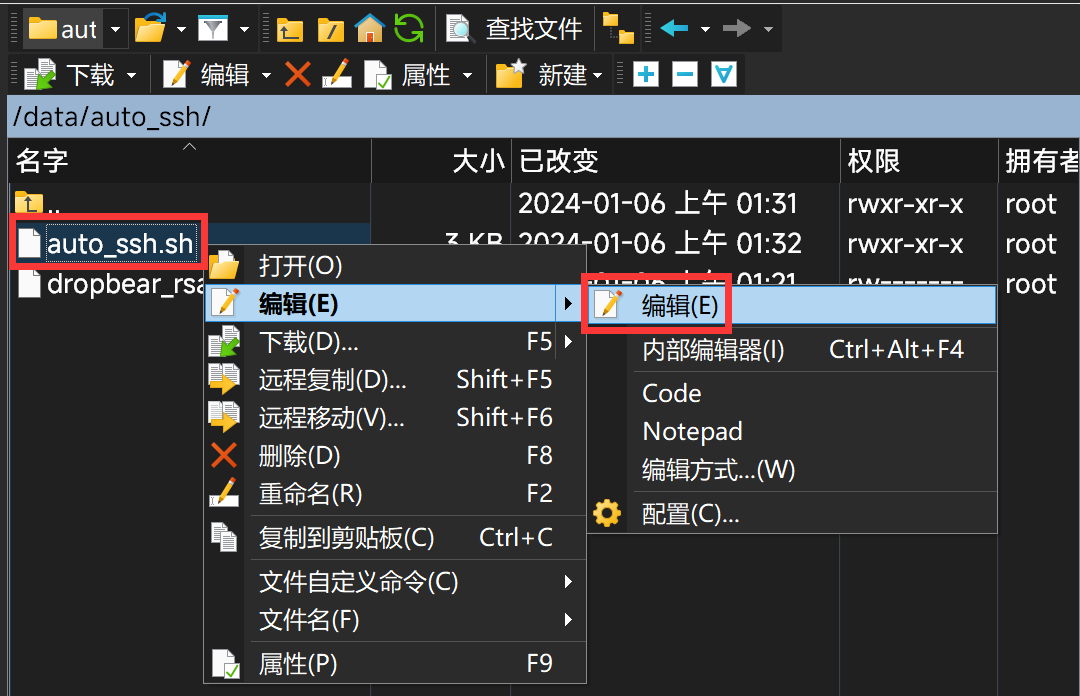 aut 查找文件
下载 编辑 属性 新建
/data/auto_ssh/
名字 大小 已改变 权限 拥有者
.. 2024-01-06 上午 01:31 rwxr-xr-x root
auto_ssh.sh 3 KB 2024-01-06 上午 01:32 rwxr-xr-x root
dropbear_rsa -01-06 上午 01:21 rw------- root
打开(O)
编辑(E)
下载(D)... F5
远程复制(D)... Shift+F5
远程移动(V)... Shift+F6
删除(D) F8
重命名(R) F2
复制到剪贴板(C) Ctrl+C
文件自定义命令(C)
文件名(F)
属性(P) F9
编辑(E)
内部编辑器(I) Ctrl+Alt+F4
Code
Notepad
编辑方式...(W)
配置(C)...